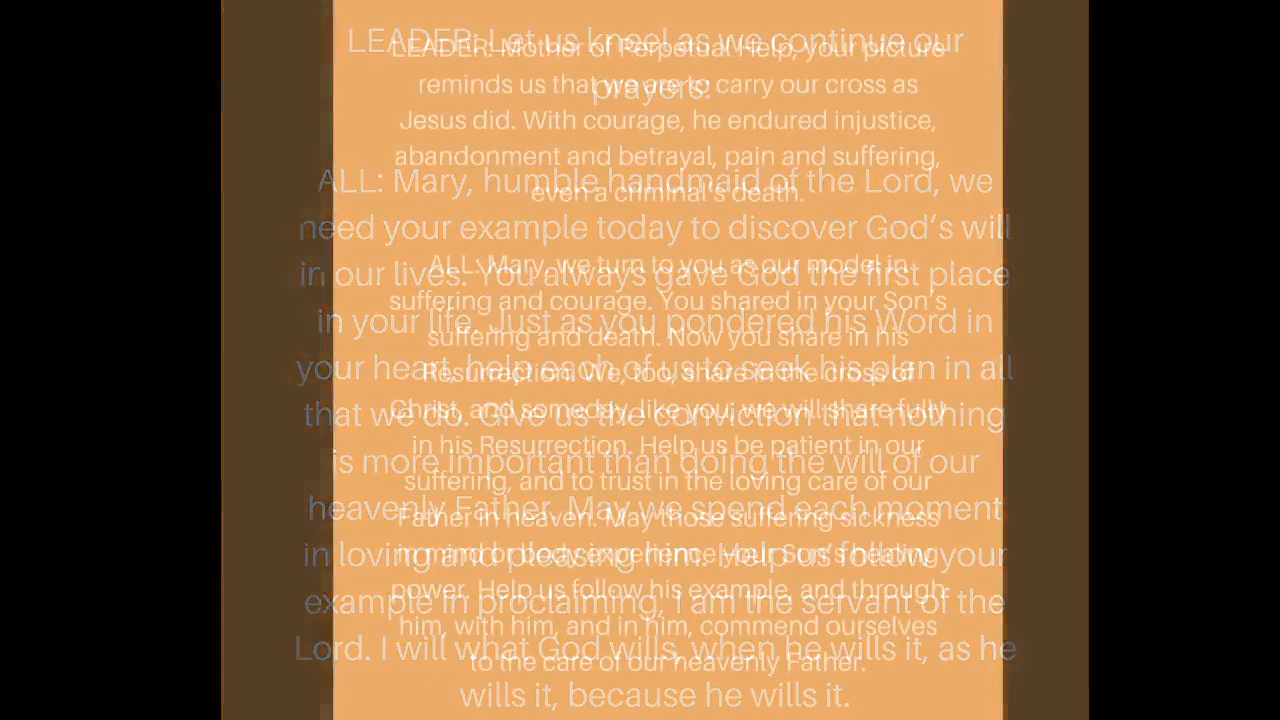 LEADER: Let us kneel as we continue our
prayers:
ALL: Mary, humble handmaid of the Lord, we
need your example today to discover God’s will
in our lives. You always gave God the first place
in your life. Just as you pondered his Word in
your heart, help each of us to seek his plan in all
that we do. Give us the conviction that nothing
is more important than doing the will of our
heavenly Father. May we spend each moment
in loving and pleasing him. Help us follow your
example in proclaiming, I am the servant of the
Lord. I will what God wills, when he wills it, as he
wills it, because he wills it.
LEADER: Mother of Perpetual Help, your picture
reminds us that we are to carry our cross as
Jesus did. With courage, he endured injustice,
abandonment and betrayal, pain and suffering,
even a criminal’s death.
ALL: Mary, we turn to you as our model in
suffering and courage. You shared in your Son’s
suffering and death. Now you share in his
Resurrection. We, too, share in the cross of
Christ, and someday, like you, we will share fully
in his Resurrection. Help us be patient in our
suffering, and to trust in the loving care of our
Father in heaven. May those suffering sickness
in mind or body experience your Son’s healing
power. Help us follow his example, and through
him, with him, and in him, commend ourselves
to the care of our heavenly Father.